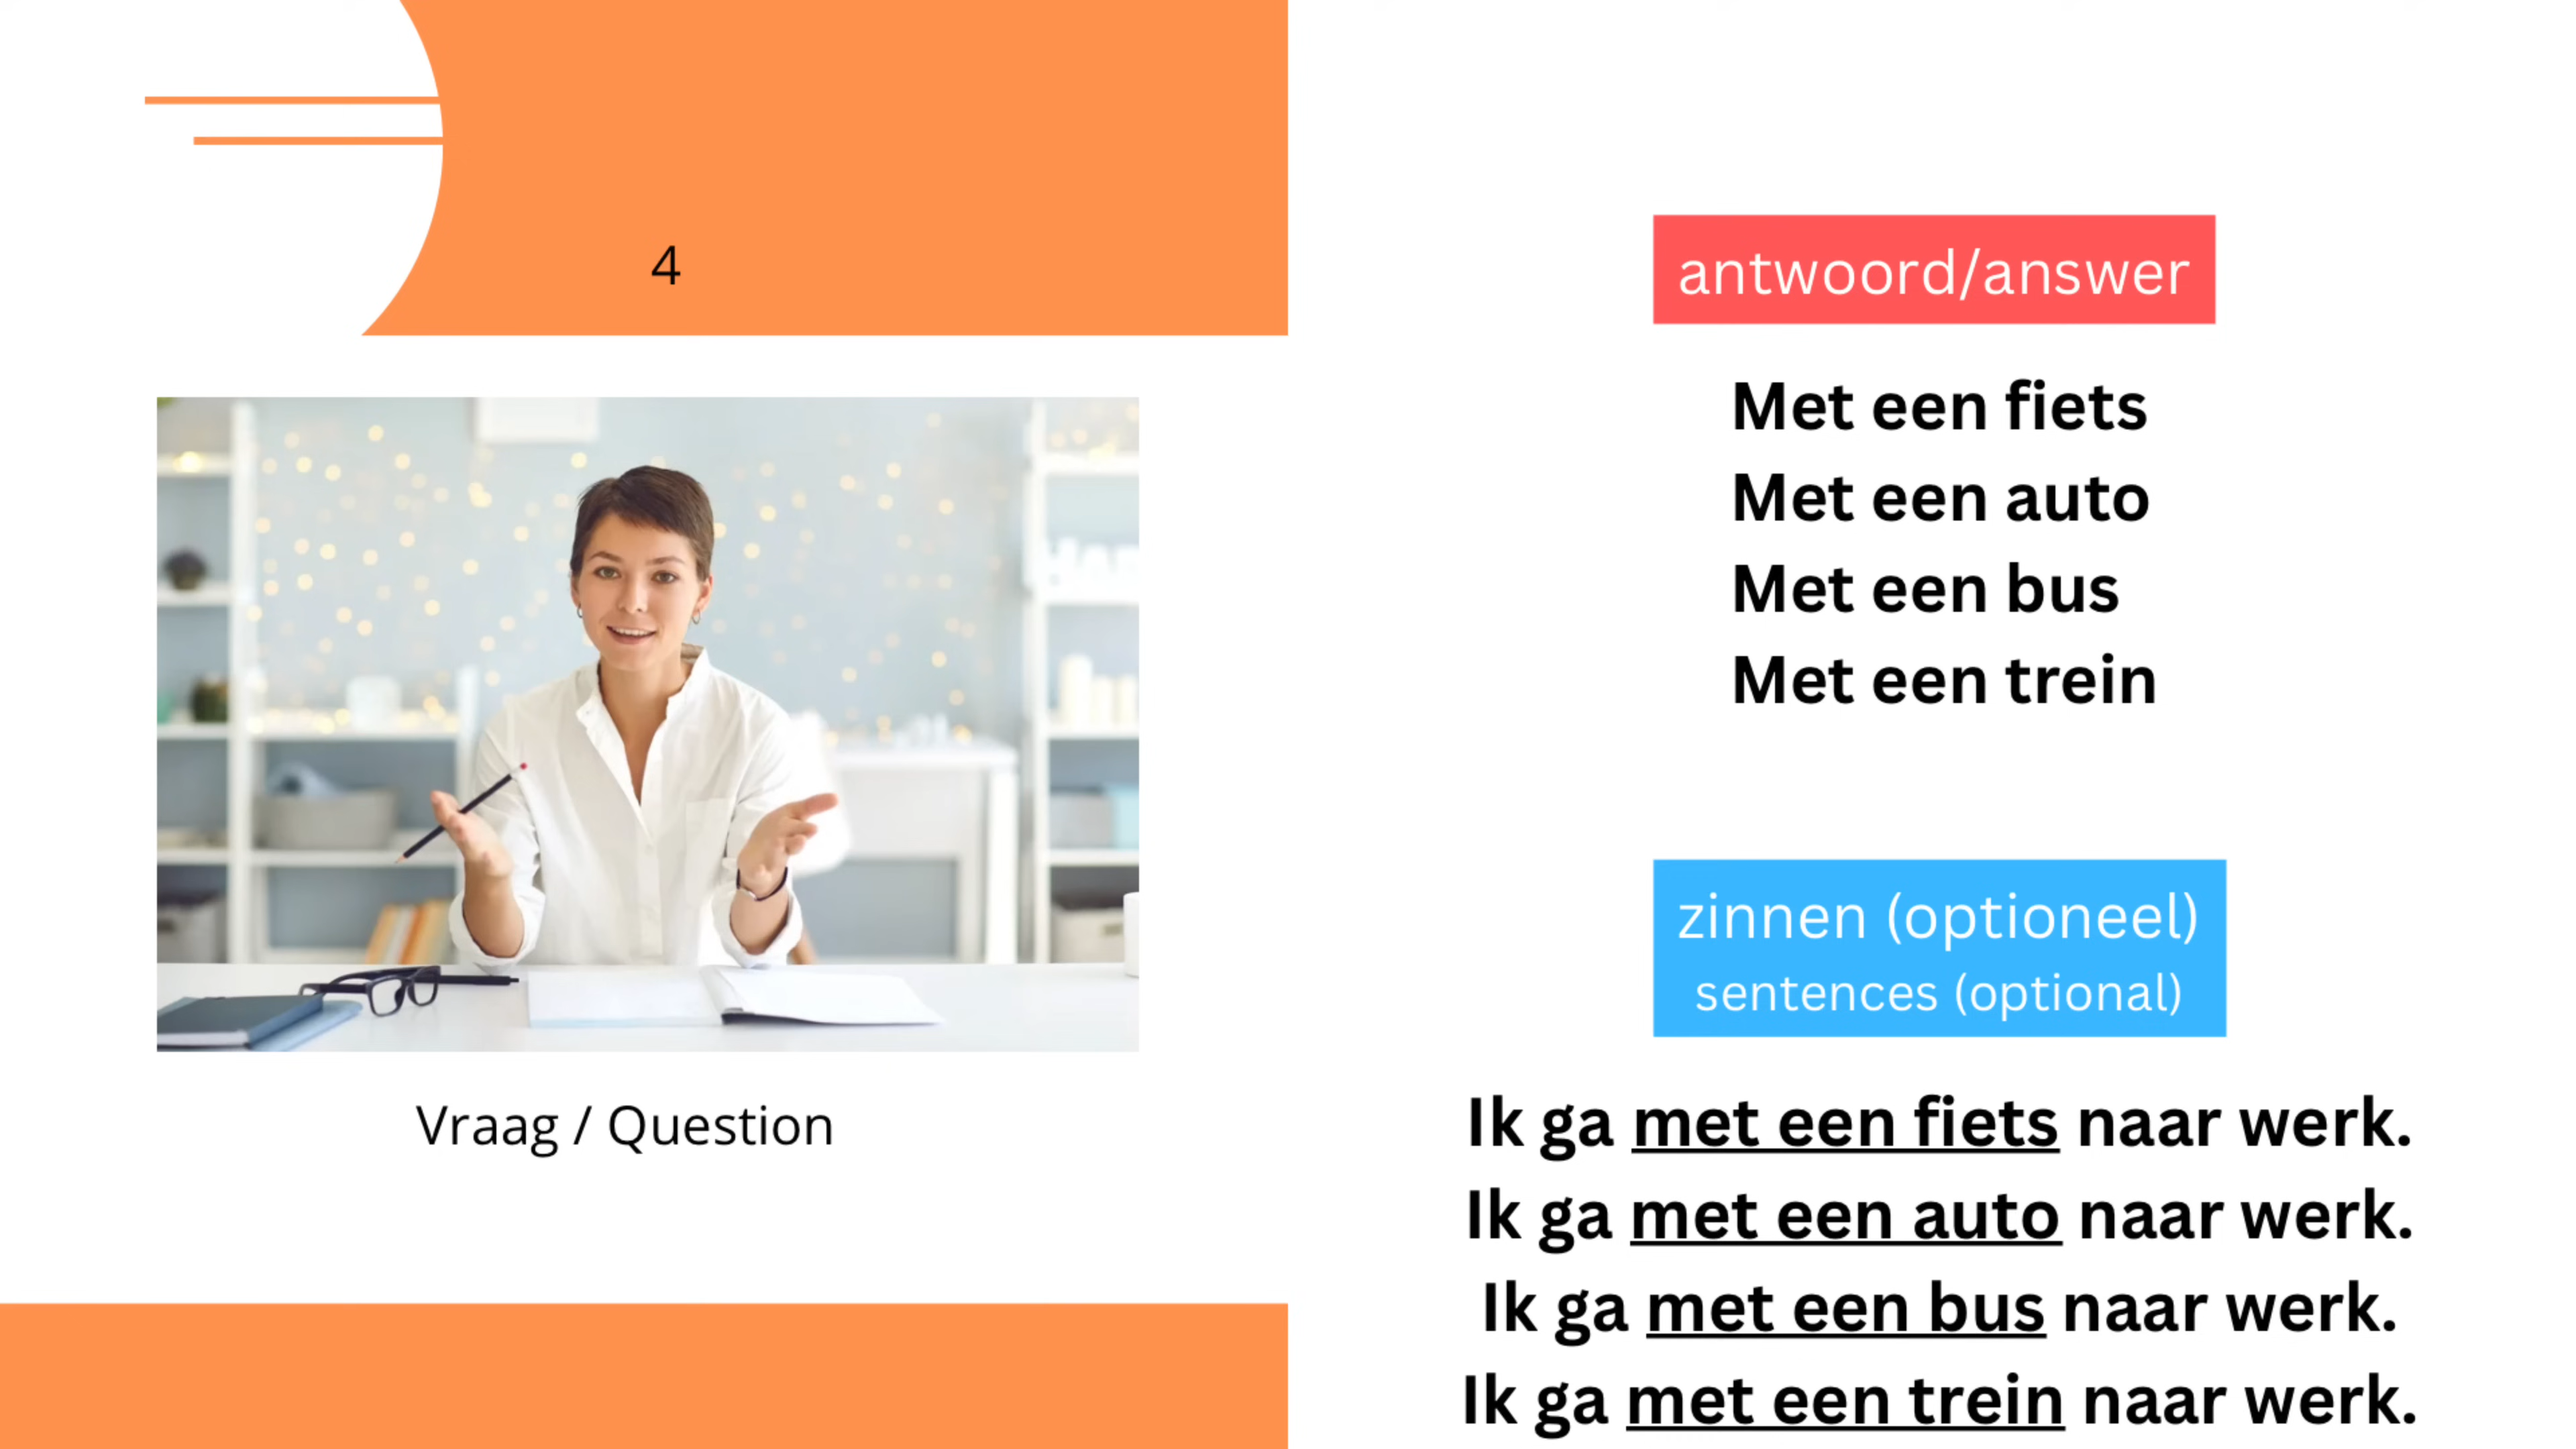 4
Vraag / Question
antwoord/answer
Met een fiets
Met een auto
Met een bus
Met een trein
zinnen (optioneel)
sentences (optional)
Ik ga met een fiets naar werk.
Ik ga met een auto naar werk.
Ik ga met een bus naar werk.
Ik ga met een trein naar werk.